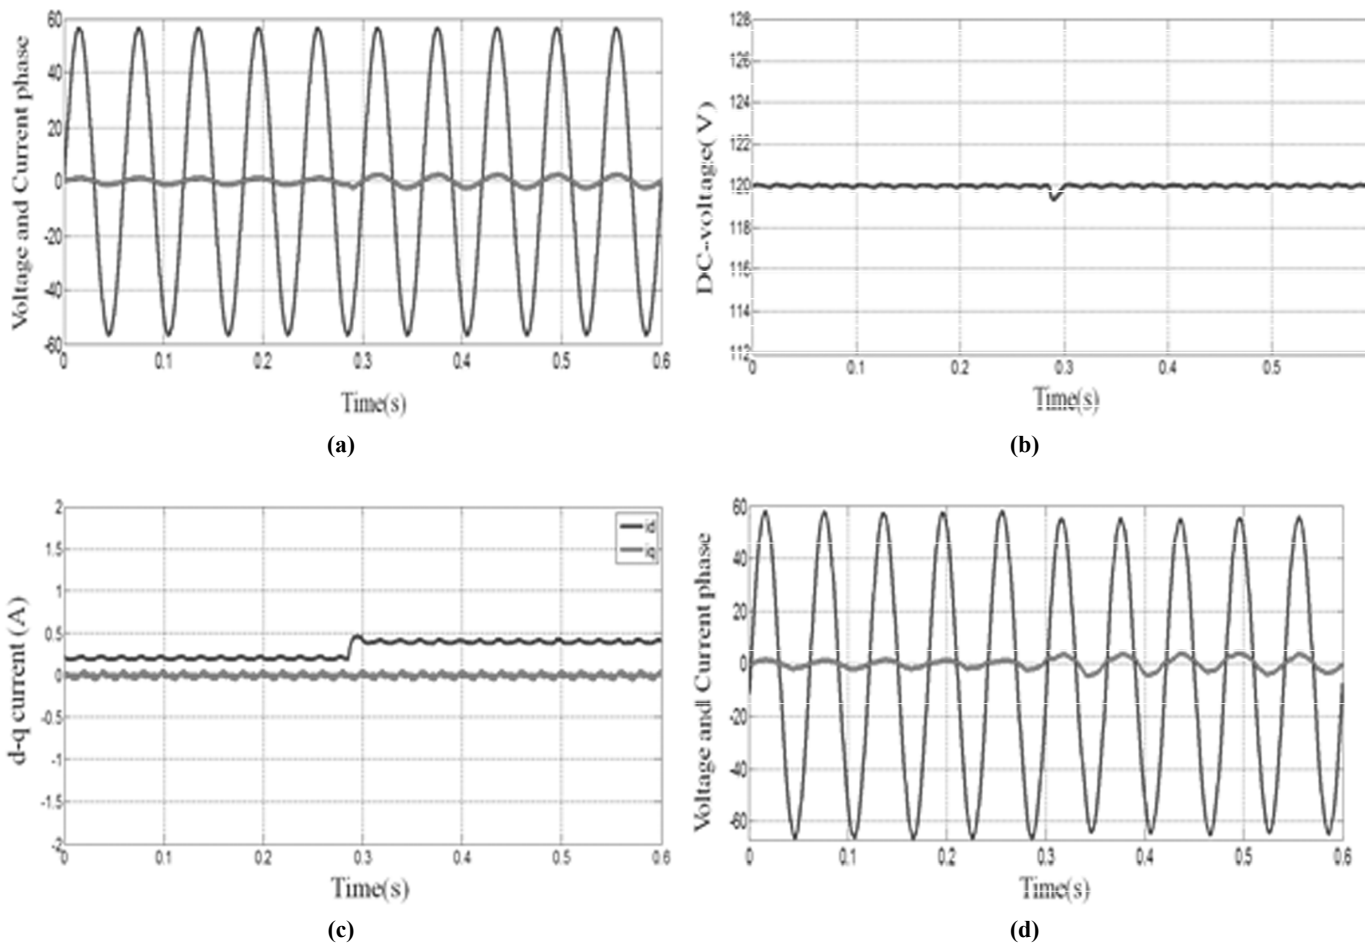 60
40
20
0
-20
-40
-60
0 0.1 0.2 0.3 0.4 0.5 0.6
Voltage and Current phase
Time(s)
(a)
128
126
124
122
120
118
116
114
112
0 0.1 0.2 0.3 0.4 0.5
DC-voltage(V)
Time(s)
(b)
2
1.5
1
0.5
0
-0.5
-1
-1.5
-2
0 0.1 0.2 0.3 0.4 0.5 0.6
id
iq
d-q current (A)
Time(s)
(c)
60
40
20
0
-20
-40
-60
0 0.1 0.2 0.3 0.4 0.5 0.6
Voltage and Current phase
Time(s)
(d)